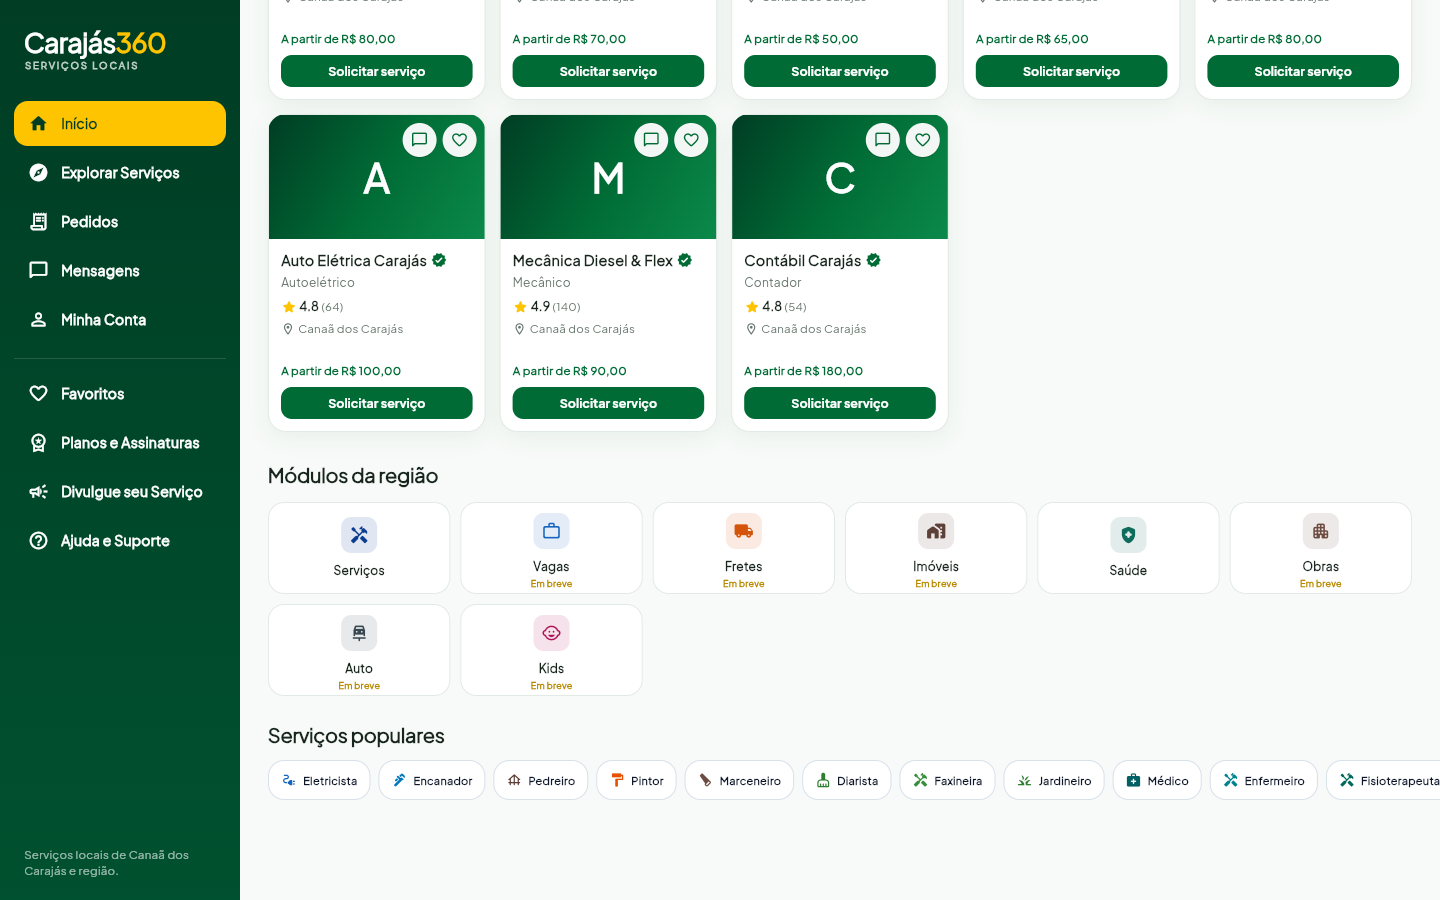 Carajás360
SERVIÇOS LOCAIS
Início
Explorar Serviços
Pedidos
Mensagens
Minha Conta
Favoritos
Planos e Assinaturas
Divulgue seu Serviço
Ajuda e Suporte
Serviços locais de Canaã dos
Carajás e região.
A partir de R$ 80,00
Solicitar serviço
A partir de R$ 70,00
Solicitar serviço
A partir de R$ 50,00
Solicitar serviço
A partir de R$ 65,00
Solicitar serviço
A partir de R$ 80,00
Solicitar serviço
A
Auto Elétrica Carajás
Autoelétrico
4.8 (64)
Canaã dos Carajás
A partir de R$ 100,00
Solicitar serviço
M
Mecânica Diesel & Flex
Mecânico
4.9 (140)
Canaã dos Carajás
A partir de R$ 90,00
Solicitar serviço
C
Contábil Carajás
Contador
4.8 (54)
Canaã dos Carajás
A partir de R$ 180,00
Solicitar serviço
Módulos da região
Serviços
Vagas
Em breve
Fretes
Em breve
Imóveis
Em breve
Saúde
Obras
Em breve
Auto
Em breve
Kids
Em breve
Serviços populares
Eletricista
Encanador
Pedreiro
Pintor
Marceneiro
Diarista
Faxineira
Jardineiro
Médico
Enfermeiro
Fisioterapeuta